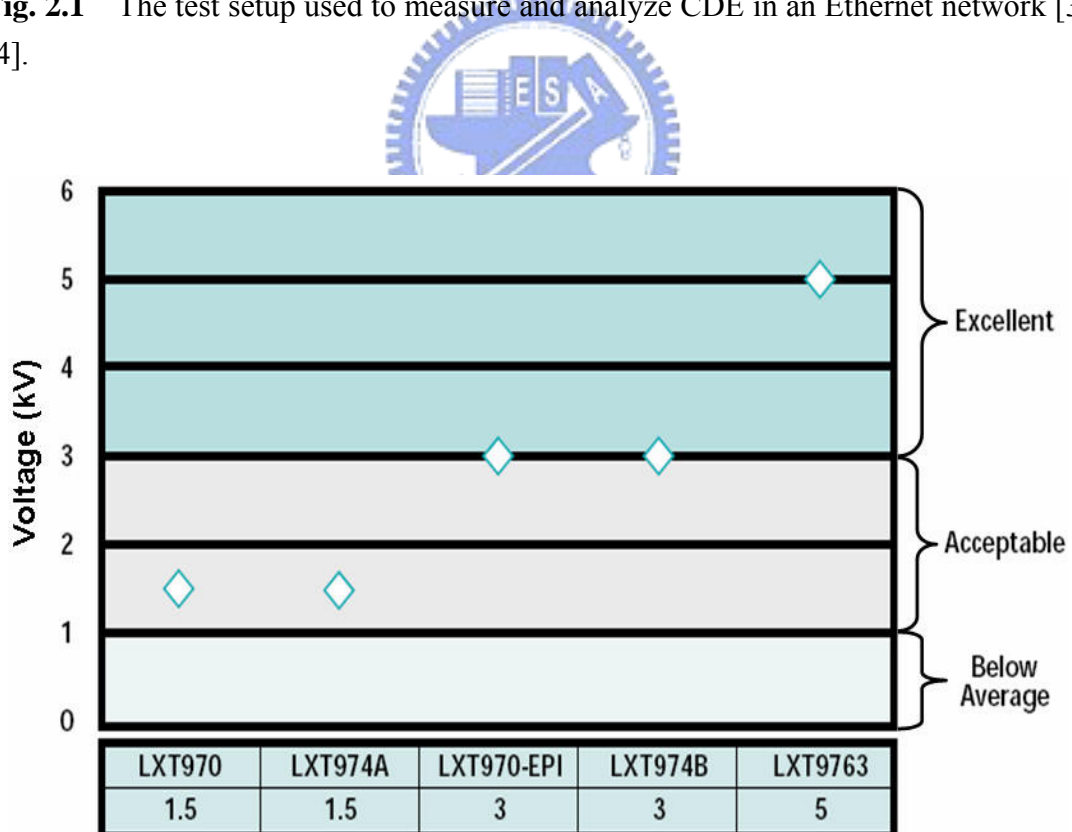 ig. 2.1 The test setup used to measure and analyze CDE in an Ethernet network [3
4].
E S A
6
5
4
3
2
1
0
Voltage (kV)
Excellent
Acceptable
Below
Average
LXT970 LXT974A LXT970-EPI LXT974B LXT9763
1.5 1.5 3 3 5